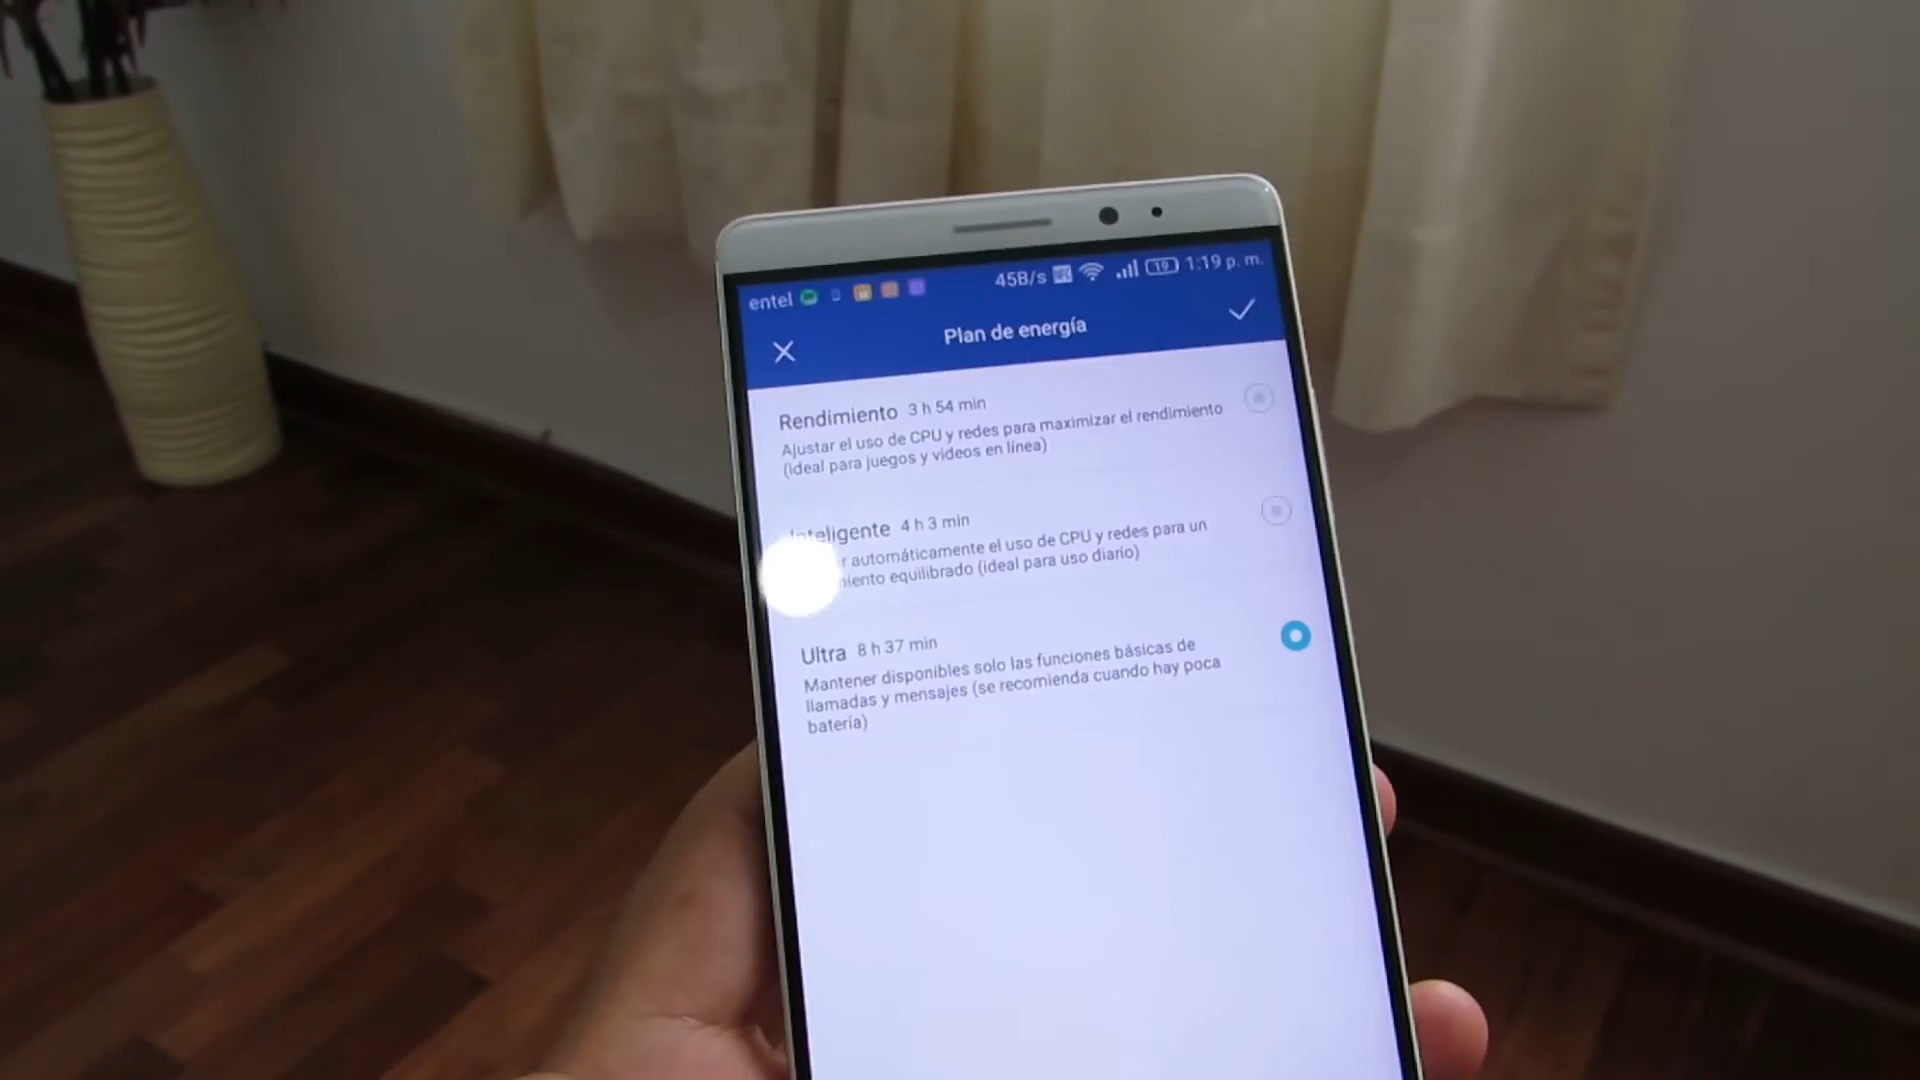 entel 45B/s 19 1:19 p. m.
Plan de energía
Rendimiento 3 h 54 min
Ajustar el uso de CPU y redes para maximizar el rendimiento
(ideal para juegos y videos en línea)
Inteligente 4 h 3 min
automáticamente el uso de CPU y redes para un
equilibrado (ideal para uso diario)
Ultra 8 h 37 min
Mantener disponibles solo las funciones básicas de
llamadas y mensajes (se recomienda cuando hay poca
batería)